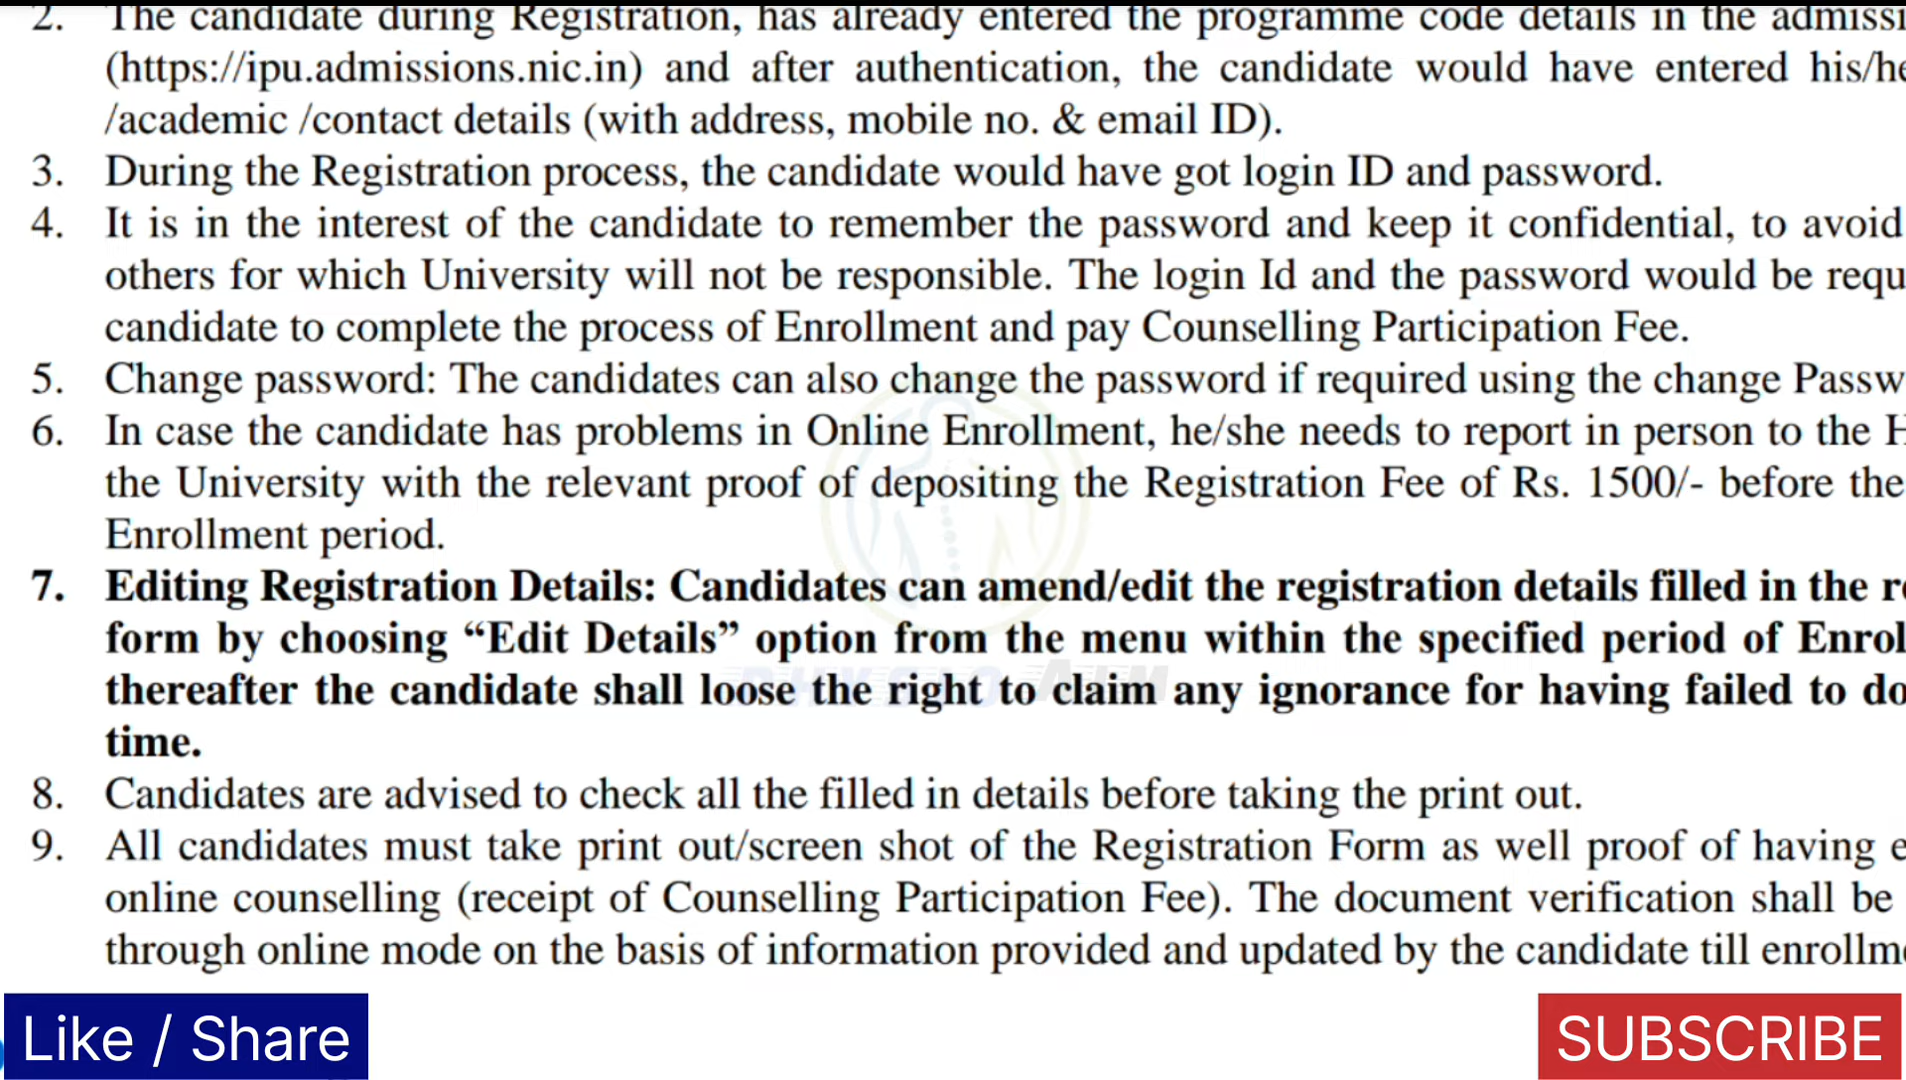 2. The candidate during Registration, has already entered the programme code details in the
(https://ipu.admissions.nic.in) and after authentication, the candidate would have entered
/academic /contact details (with address, mobile no. & email ID).
3. During the Registration process, the candidate would have got login ID and password.
4. It is in the interest of the candidate to remember the password and keep it confidential, to avoid
others for which University will not be responsible. The login Id and the password would be
candidate to complete the process of Enrollment and pay Counselling Participation Fee.
5. Change password: The candidates can also change the password if required using the change
6. In case the candidate has problems in Online Enrollment, he/she needs to report in person to the
the University with the relevant proof of depositing the Registration Fee of Rs. 1500/- before the
Enrollment period.
7. Editing Registration Details: Candidates can amend/edit the registration details filled in the
form by choosing “Edit Details” option from the menu within the specified period of
thereafter the candidate shall loose the right to claim any ignorance for having failed to do
time.
8. Candidates are advised to check all the filled in details before taking the print out.
9. All candidates must take print out/screen shot of the Registration Form as well proof of having
online counselling (receipt of Counselling Participation Fee). The document verification shall be
through online mode on the basis of information provided and updated by the candidate till
Like / Share
SUBSCRIBE